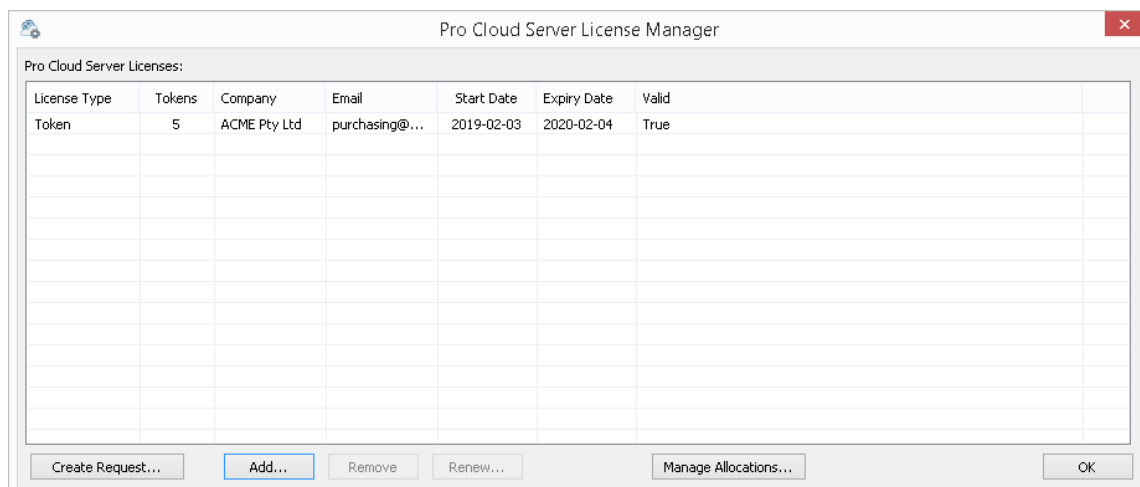 Pro Cloud Server License Manager
Pro Cloud Server Licenses:
License Type Tokens Company Email Start Date Expiry Date Valid
Token 5 ACME Pty Ltd purchasing@... 2019-02-03 2020-02-04 True
Create Request... Add... Remove Renew... Manage Allocations... OK